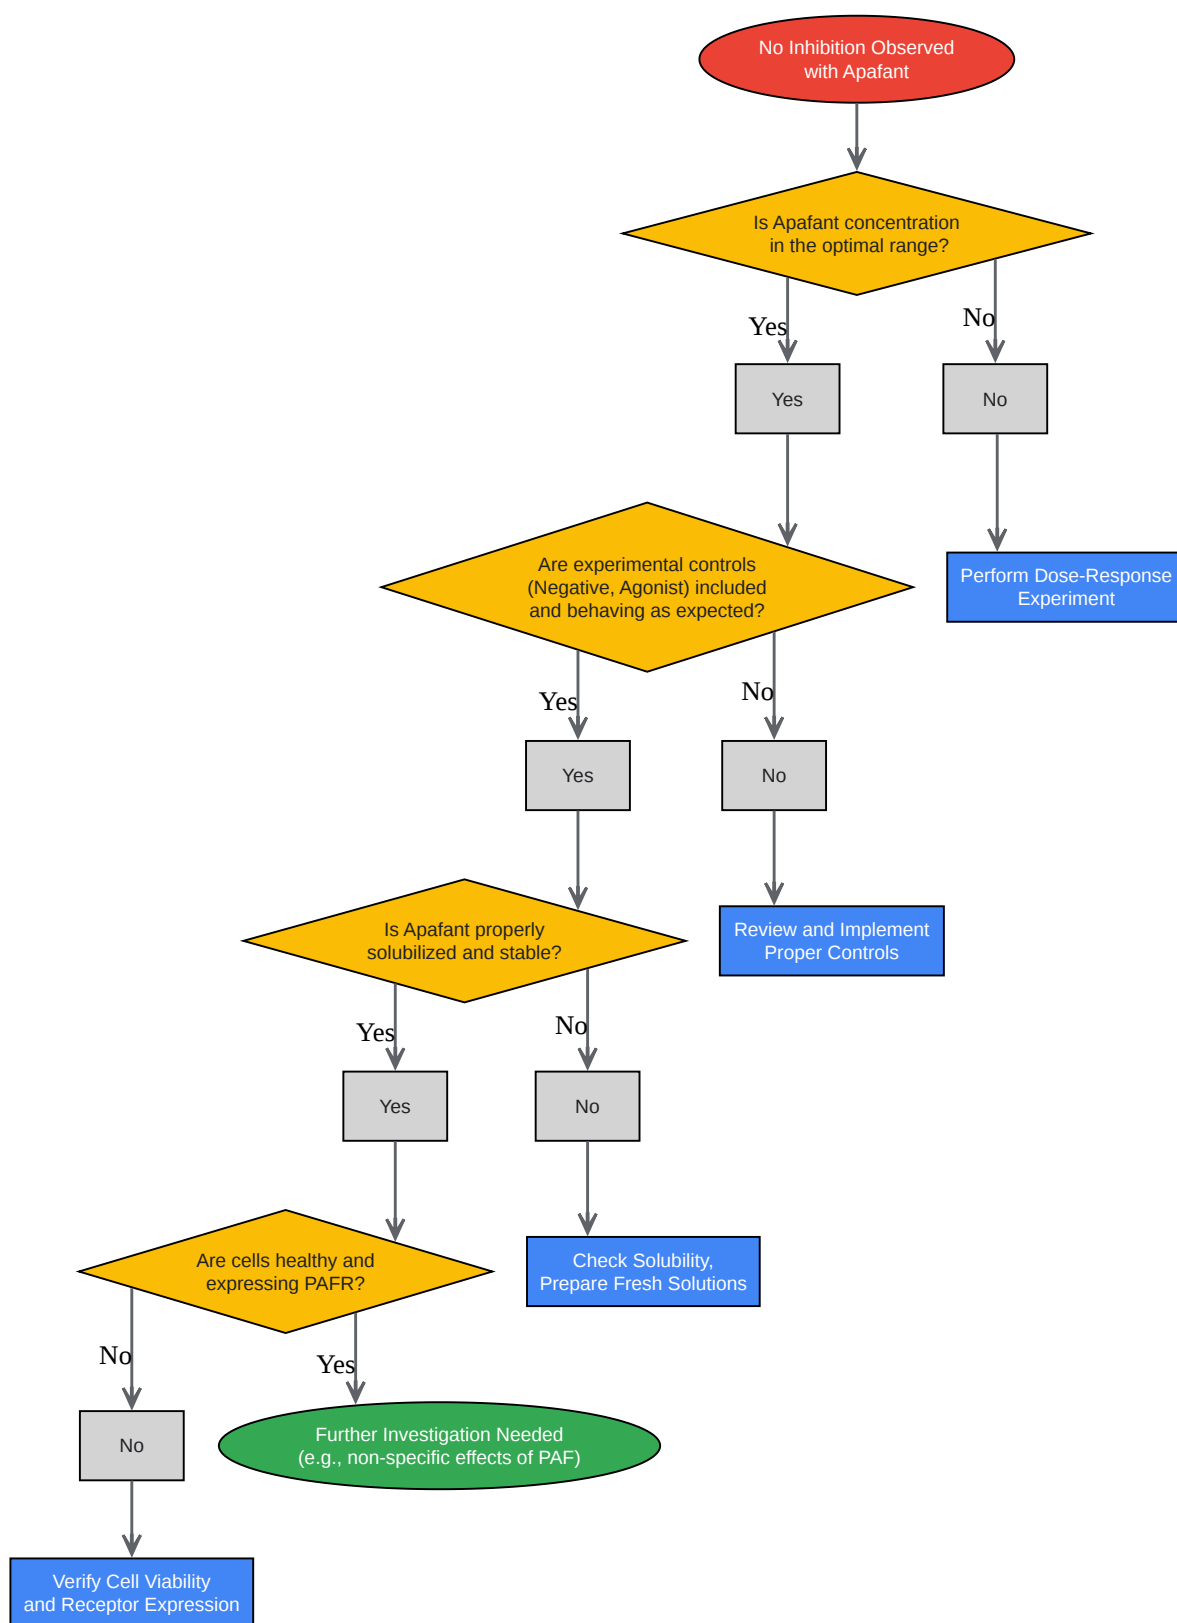 No Inhibition Observed
with Apafant
Is Apafant concentration
in the optimal range?
Yes
No
Yes
No
Are experimental controls
(Negative, Agonist) included
and behaving as expected?
Perform Dose-Response
Experiment
Yes
No
Yes
No
Is Apafant properly
solubilized and stable?
Review and Implement
Proper Controls
Yes
No
Yes
No
Are cells healthy and
expressing PAFR?
Check Solubility,
Prepare Fresh Solutions
No
Yes
No
Further Investigation Needed
(e.g., non-specific effects of PAF)
Verify Cell Viability
and Receptor Expression